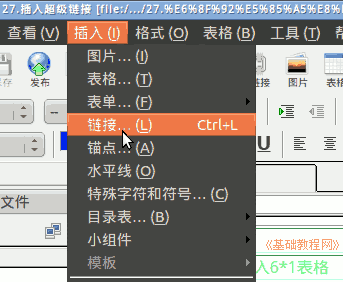 27.插入超级链接 [file:/.../27.%E6%8F%92%E5%85%A5%E8%
查看 (V) 插入 (I) 格式 (O) 表格 (B) 工具 (T) 帮
发布 图片 表格
图片... (I)
表格... (T)
表单... (F)
链接... (L) Ctrl+L
锚点... (A)
水平线 (O)
特殊字符和符号... (C)
目录表... (B)
小组件
模板
文件
《基础教程网》
入6*1表格